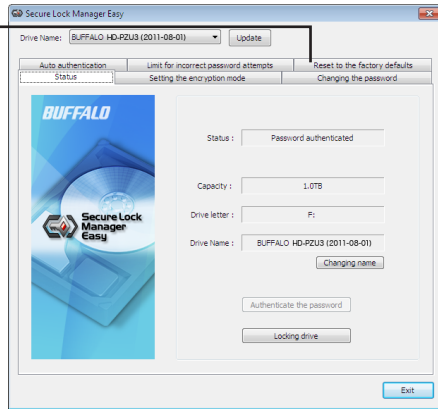 Secure Lock Manager Easy
Drive Name: BUFFALO HD-PZU3 (2011-08-01) Update
Auto authentication Limit for incorrect password attempts Reset to the factory defaults
Status Setting the encryption mode Changing the password
BUFFALO
Status : Password authenticated
Capacity : 1.0TB
Secure Lock
Manager
Easy
Drive letter : F:
Drive Name : BUFFALO HD-PZU3 (2011-08-01)
Changing name
Authenticate the password
Locking drive
Exit